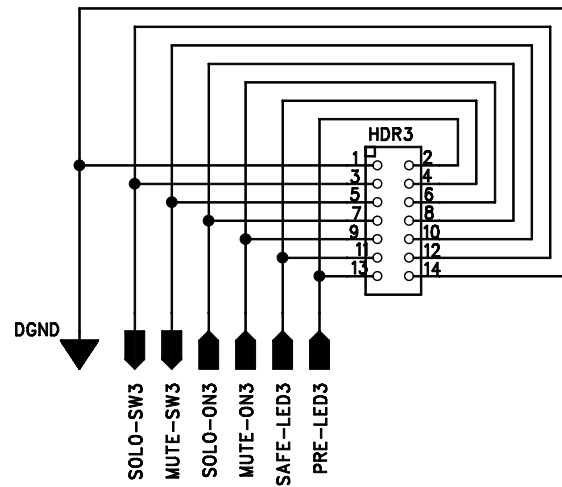 HDR3
1 2
3 4
5 6
7 8
9 10
11 12
13 14
DGND
SOLO-SW3
MUTE-SW3
SOLO-ON3
MUTE-ON3
SAFE-LED3
PRE-LED3